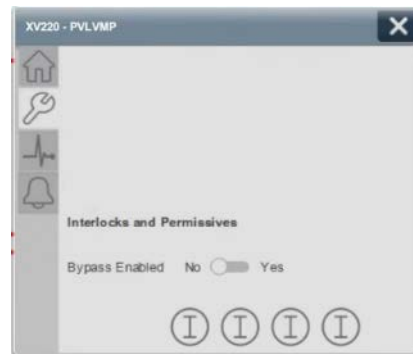 XV220 - PVLVMP
Interlocks and Permissives
Bypass Enabled No Yes
I I I I